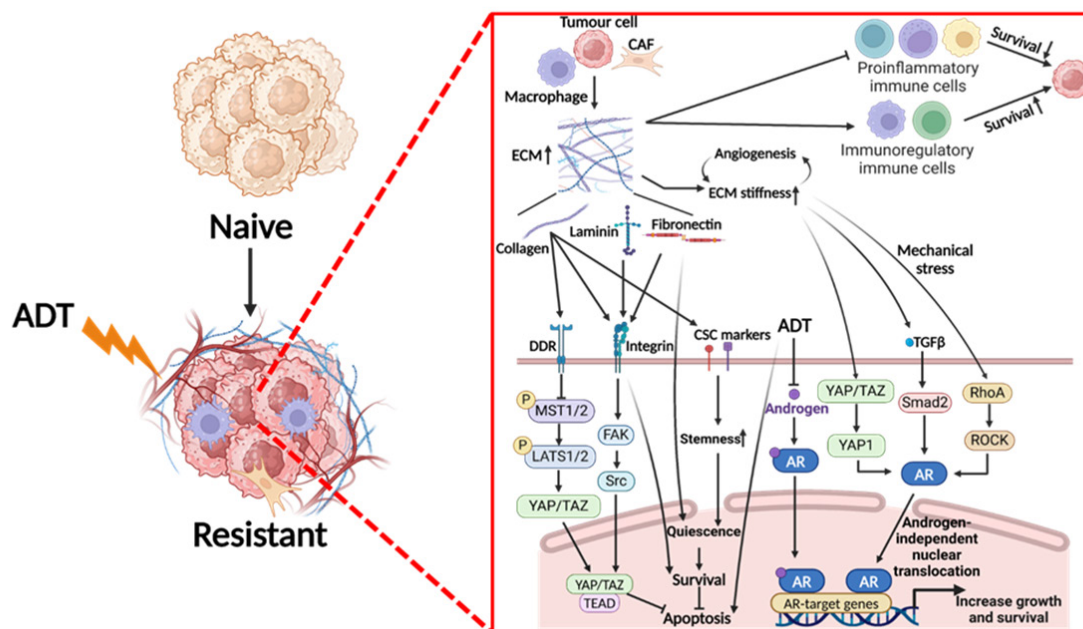 Naive
ADT
Resistant
Tumour cell
CAF
Macrophage
ECM
Proinflammatory
immune cells
Survival
Immunoregulatory
immune cells
Survival
Angiogenesis
ECM stiffness
Collagen
Laminin
Fibronectin
Mechanical
stress
DDR
Integrin
CSC markers
ADT
TGFβ
P
MST1/2
P
LATS1/2
YAP/TAZ
FAK
Src
Stemness
Androgen
AR
YAP/TAZ
YAP1
Smad2
AR
RhoA
ROCK
Quiescence
Survival
Apoptosis
YAP/TAZ
TEAD
Androgen-
independent
nuclear
translocation
AR
AR
AR-target genes
Increase growth
and survival